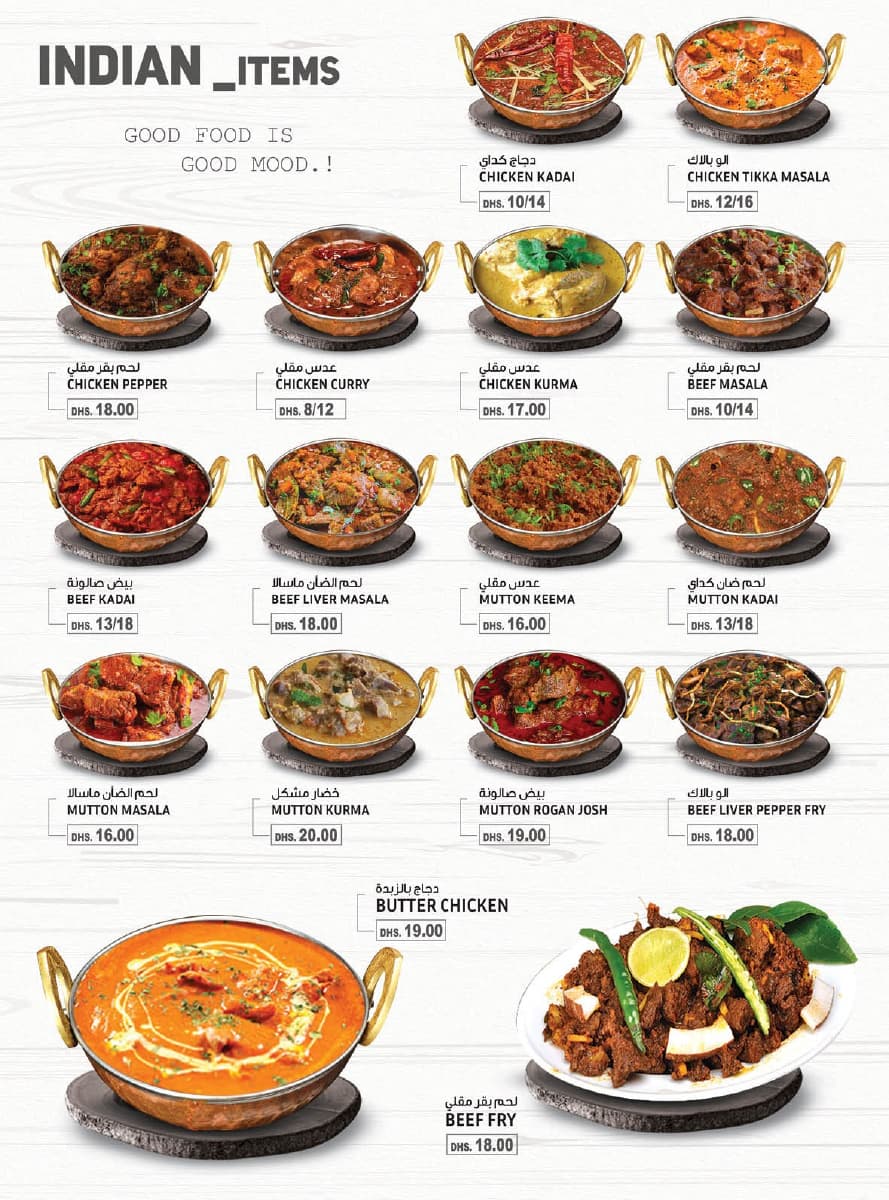 INDIAN _ITEMS
GOOD FOOD IS
GOOD MOOD.!
دجاج كداي
CHICKEN KADAI
DHS. 10/14
الو بالاك
CHICKEN TIKKA MASALA
DHS. 12/16
لحم بقر مقلي
CHICKEN PEPPER
DHS. 18.00
عدس مقلي
CHICKEN CURRY
DHS. 8/12
عدس مقلي
CHICKEN KURMA
DHS. 17.00
لحم بقر مقلي
BEEF MASALA
DHS. 10/14
بيض صالونة
BEEF KADAI
DHS. 13/18
لحم الضأن ماسالا
BEEF LIVER MASALA
DHS. 18.00
عدس مقلي
MUTTON KEEMA
DHS. 16.00
لحم ضان كداي
MUTTON KADAI
DHS. 13/18
لحم الضأن ماسالا
MUTTON MASALA
DHS. 16.00
خضار مشكل
MUTTON KURMA
DHS. 20.00
بيض صالونة
MUTTON ROGAN JOSH
DHS. 19.00
الو بالاك
BEEF LIVER PEPPER FRY
DHS. 18.00
دجاج بالزبدة
BUTTER CHICKEN
DHS. 19.00
لحم بقر مقلي
BEEF FRY
DHS. 18.00